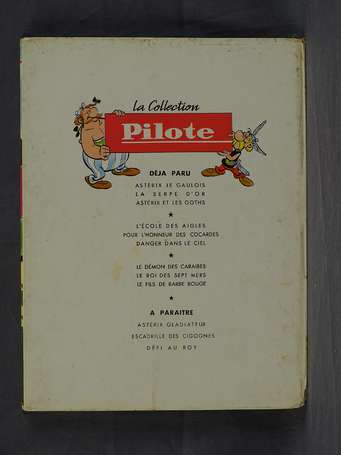 La Collection
Pilote
DÉJA PARU
ASTÉRIX LE GAULOIS
LA SERPE D'OR
ASTÉRIX ET LES GOTHS
★
L'ÉCOLE DES AIGLES
POUR L'HONNEUR DES COCARDES
DANGER DANS LE CIEL
★
LE DÉMON DES CARAIBES
LE ROI DES SEPT MERS
LE FILS DE BARBE ROUGE
★
A PARAITRE
ASTÉRIX GLADIATEUR
ESCADRILLE DES CIGOGNES
DÉFI AU ROY